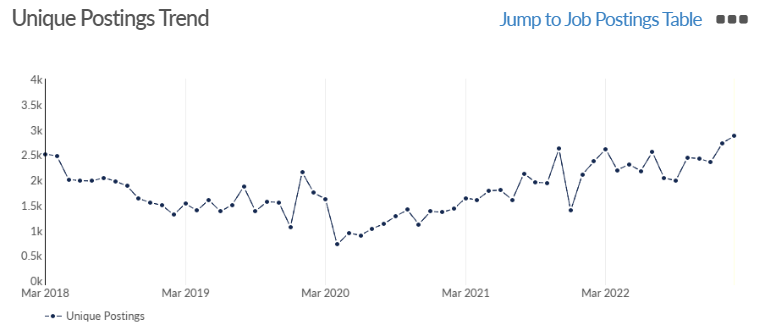 Unique Postings Trend
Jump to Job Postings Table
4k
3.5k
3k
2.5k
2k
1.5k
1k
0.5k
0k
Mar 2018
Mar 2019
Mar 2020
Mar 2021
Mar 2022
Unique Postings